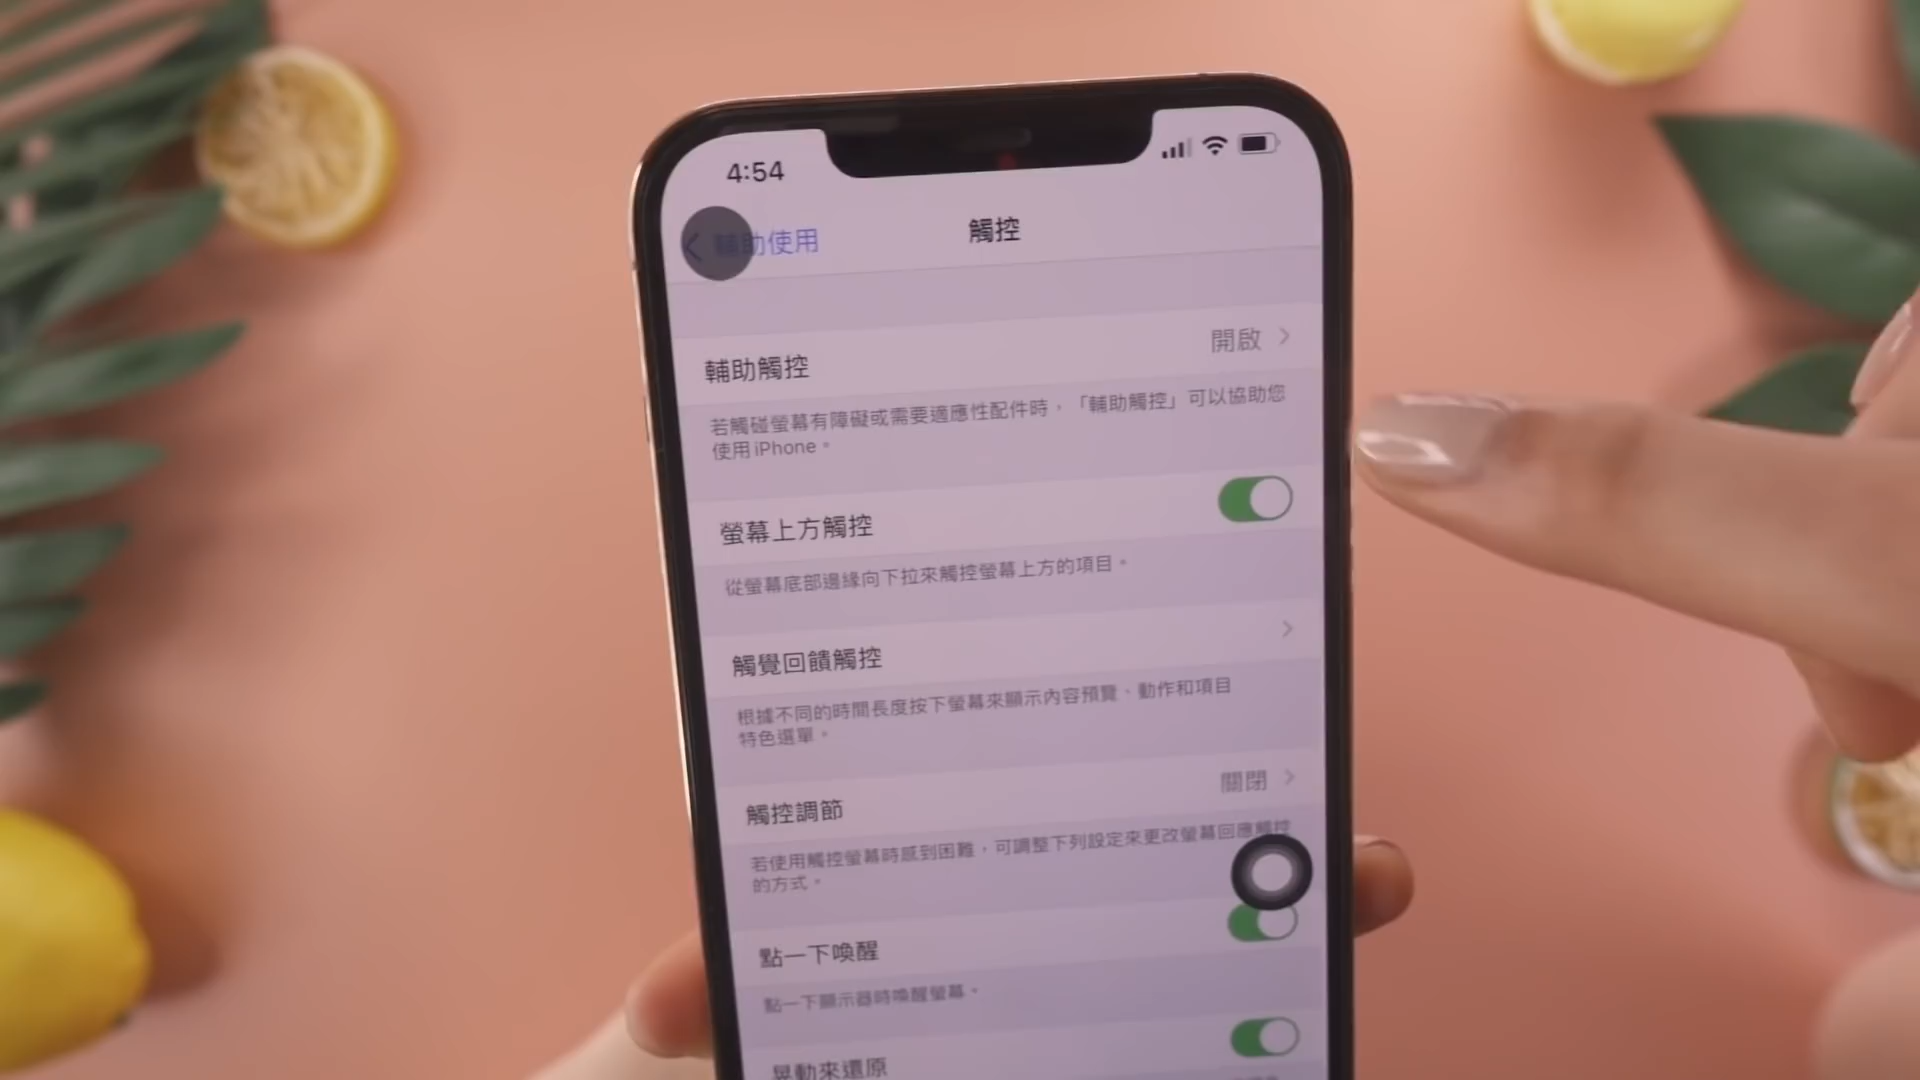 4:54
輔助使用
觸控
輔助觸控
開啟
若觸碰螢幕有障礙或需要適應性配件時，「輔助觸控」可以協助您
使用 iPhone。
螢幕上方觸控
從螢幕底部邊緣向下拉來觸控螢幕上方的項目。
觸覺回饋觸控
根據不同的時間長度按下螢幕來顯示內容預覽、動作和項目
特色選單。
觸控調節
關閉
若使用觸控螢幕時感到困難，可調整下列設定來更改螢幕回應觸控
的方式。
點一下喚醒
點一下顯示器時喚醒螢幕。
晃動來還原